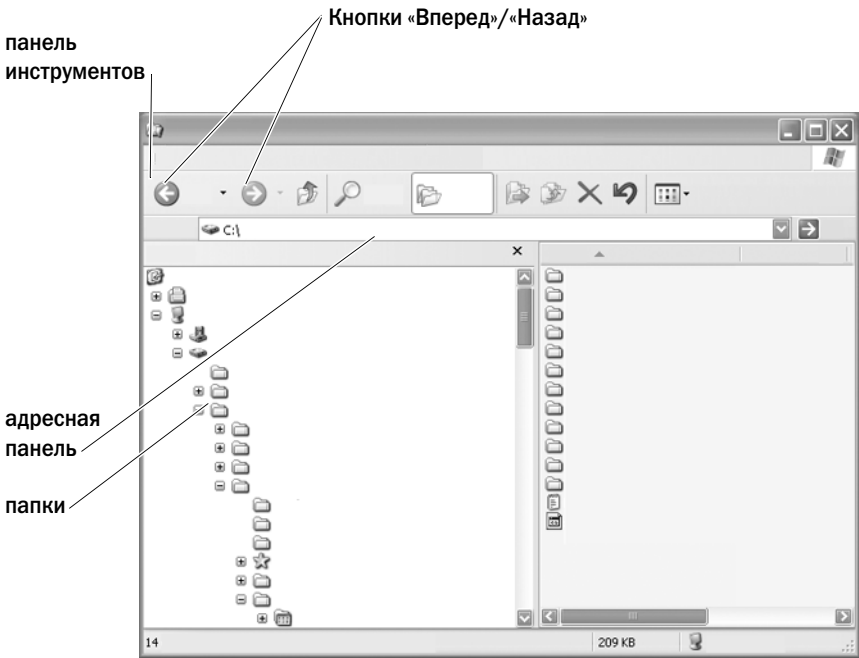 Кнопки «Вперед»/«Назад»
панель
инструментов
C:\
адресная
панель
папки
14
209 KB